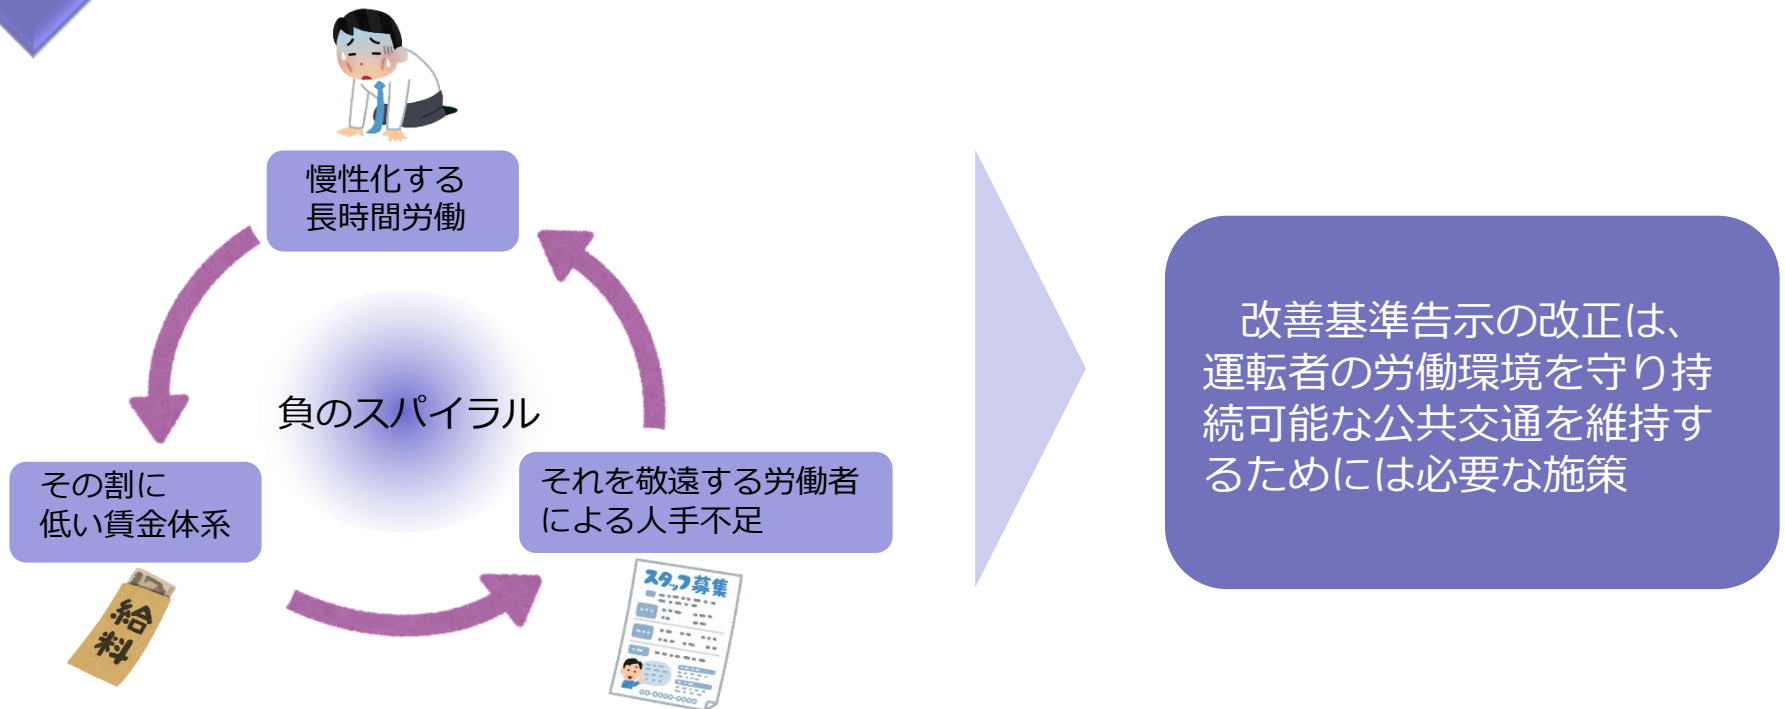 慢性化する
長時間労働
負のスパイラル
その割に
低い賃金体系
それを敬遠する労働者
による人手不足
給料
スタッフ募集
00-0000-0000
改善基準告示の改正は、
運転者の労働環境を守り持
続可能な公共交通を維持す
るためには必要な施策